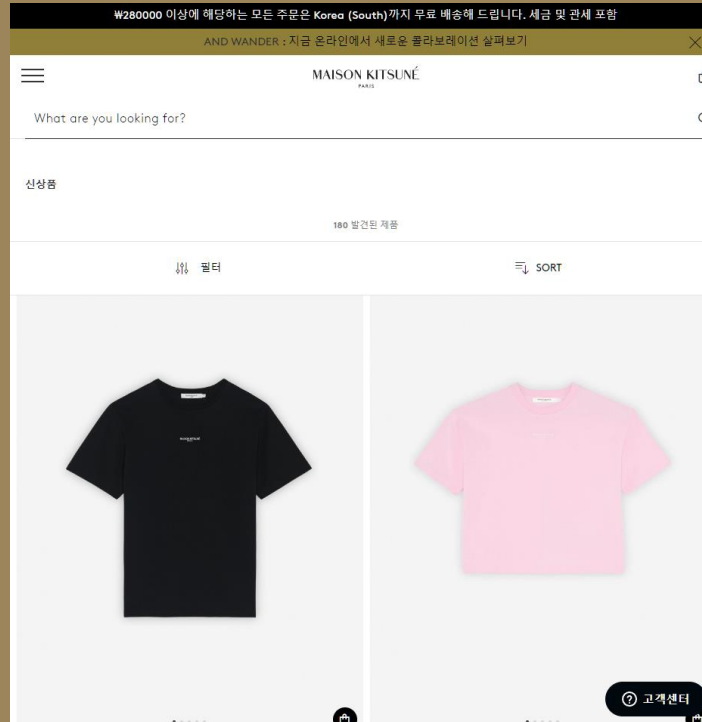 ₩280000 이상에 해당하는 모든 주문은 Korea (South)까지 무료 배송해 드립니다. 세금 및 관세 포함
AND WANDER : 지금 온라인에서 새로운 콜라보레이션 살펴보기
MAISON KITSUNÉ
PARIS
What are you looking for?
신상품
180 발견된 제품
필터
SORT
고객센터